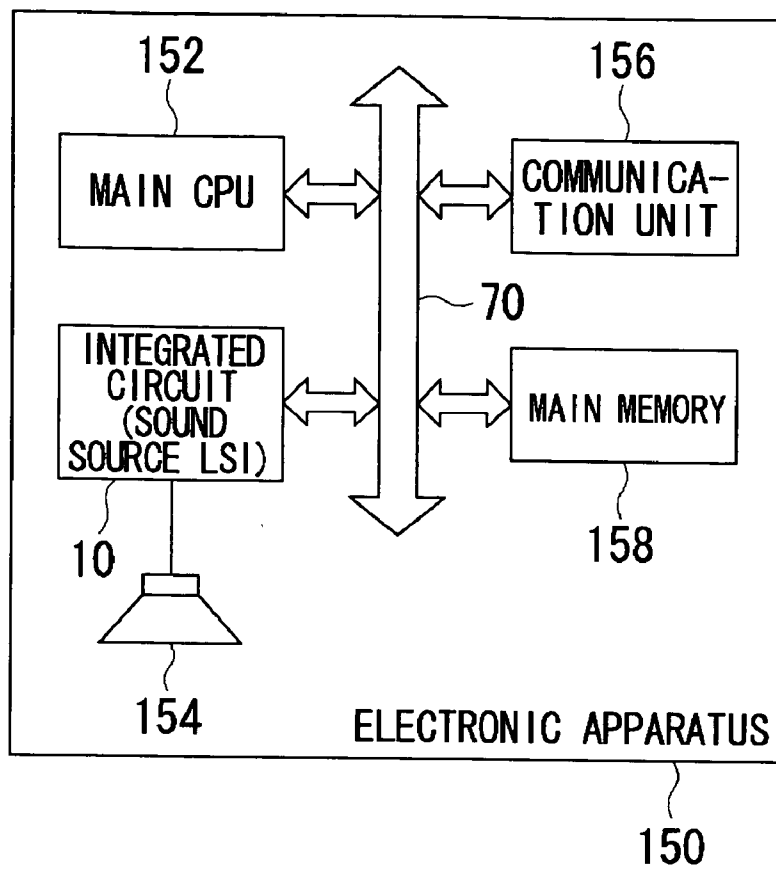 152
156
MAIN CPU
COMMUNICA-
TION UNIT
70
INTEGRATED
CIRCUIT
(SOUND
SOURCE LSI)
MAIN MEMORY
10
158
154
ELECTRONIC APPARATUS
150